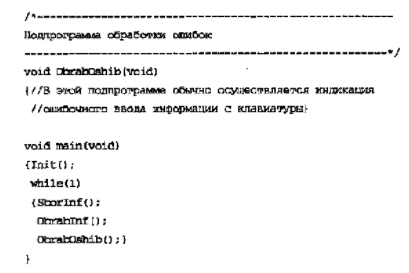 /*-----------------------------------------------
Подпрограмма обработки ошибок
-----------------------------------------------*/
void ObrabOshib(void)
{//В этой подпрограмме обычно осуществляется индикация
//ошибочного ввода информации с клавиатуры}
void main(void)
{Init();
while(1)
{SborInf();
ObrabInf();
ObrabOshib();}
}